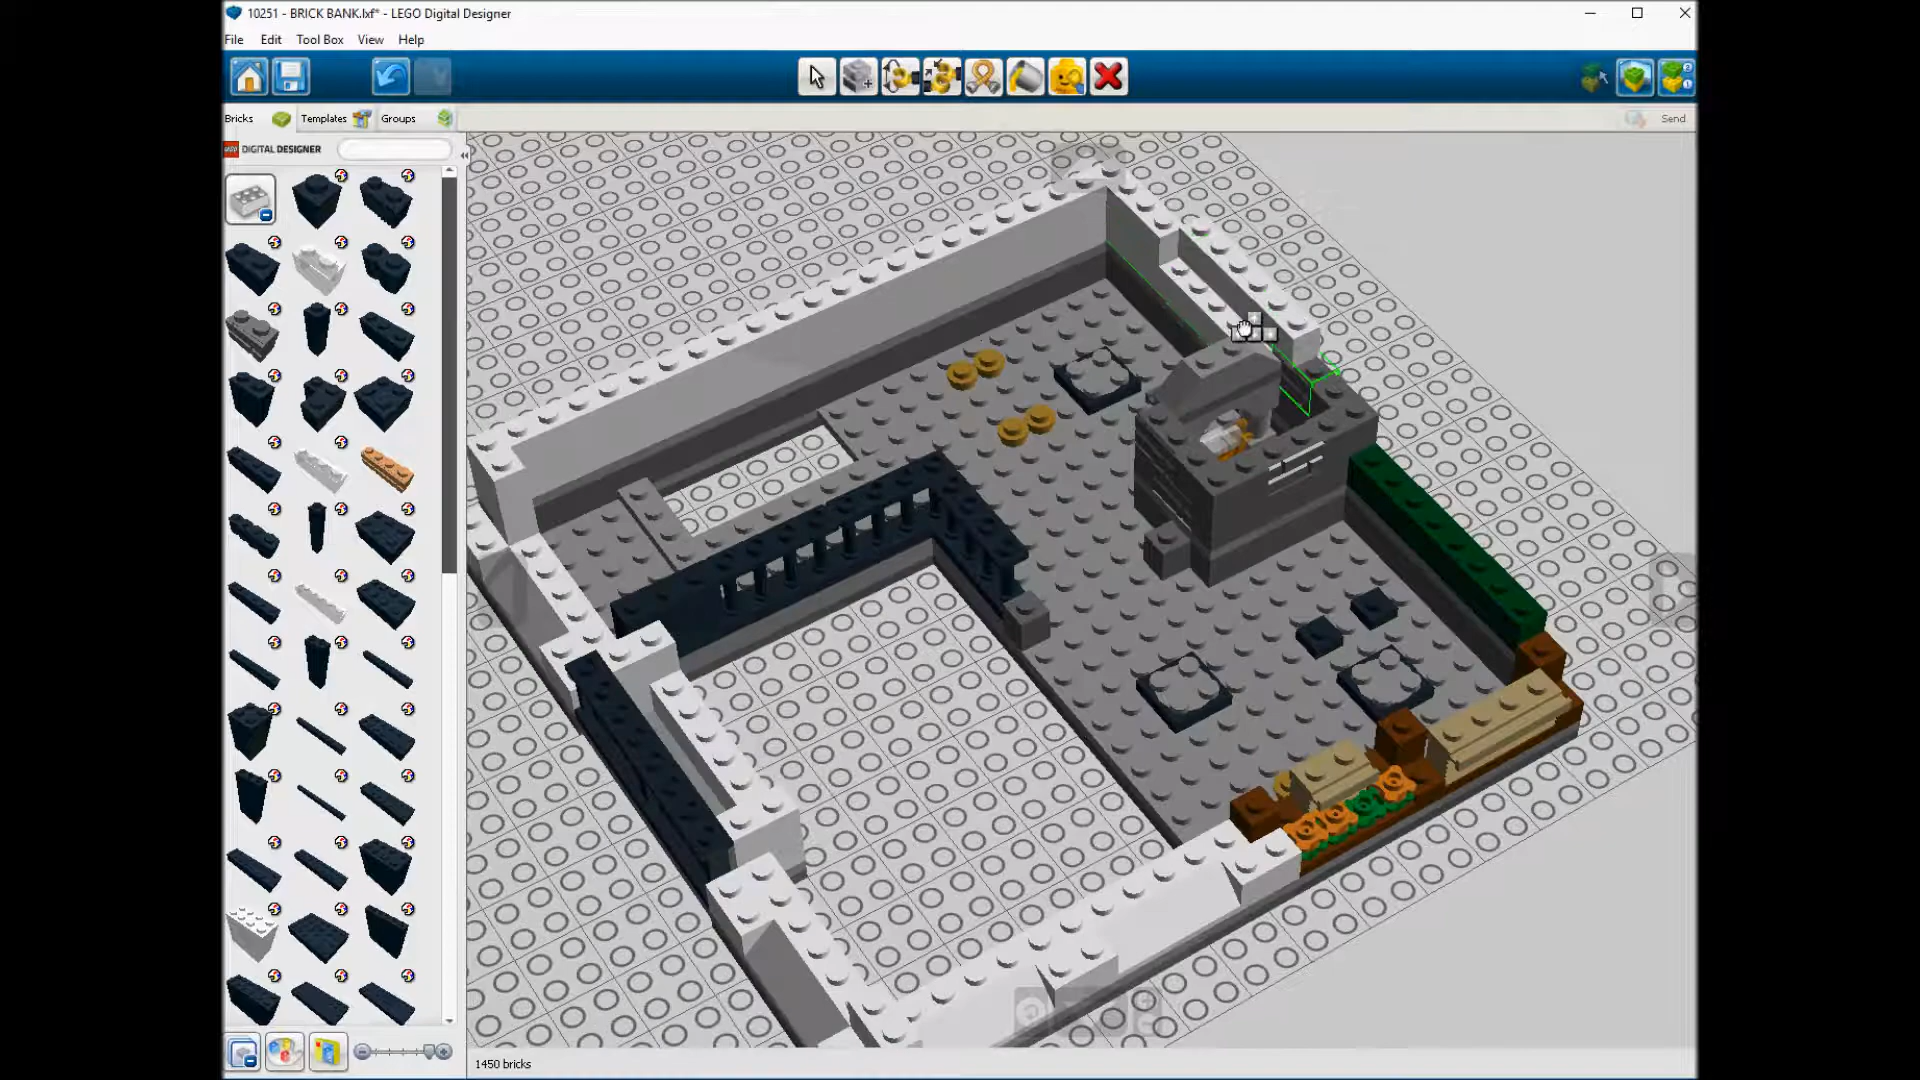 10251 - BRICK BANK.lxf* - LEGO Digital Designer
File Edit Tool Box View Help
Bricks Templates Groups Send
LEGO DIGITAL DESIGNER
1450 bricks